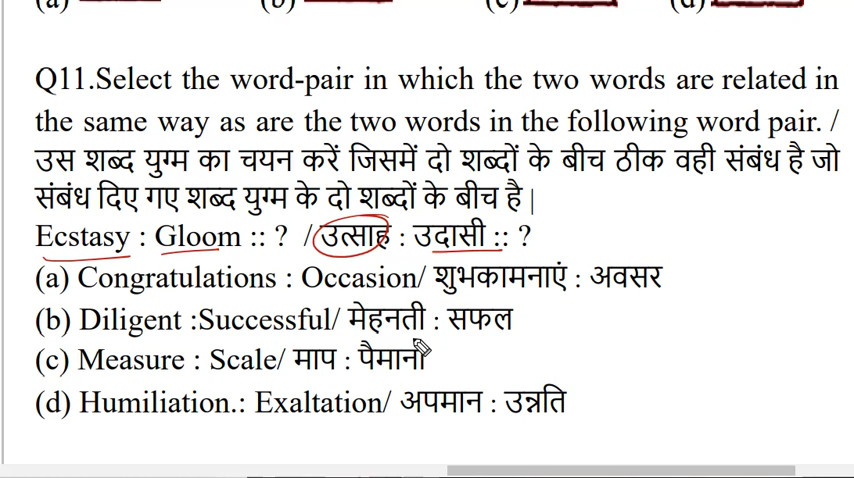 (a) (b) (c) (d)
Q11.Select the word-pair in which the two words are related in
the same way as are the two words in the following word pair. /
उस शब्द युग्म का चयन करें जिसमें दो शब्दों के बीच ठीक वही संबंध है जो
संबंध दिए गए शब्द युग्म के दो शब्दों के बीच है |
Ecstasy : Gloom :: ? / उत्साह : उदासी :: ?
(a) Congratulations : Occasion/ शुभकामनाएं : अवसर
(b) Diligent :Successful/ मेहनती : सफल
(c) Measure : Scale/ माप : पैमाना
(d) Humiliation.: Exaltation/ अपमान : उन्नति